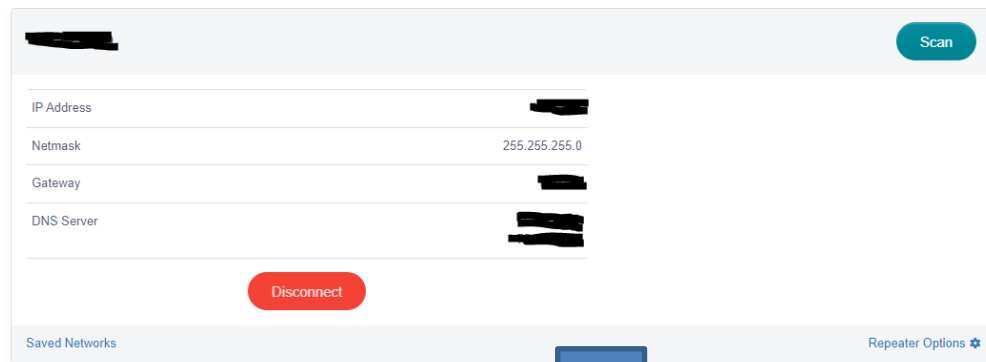 Scan
IP Address
Netmask 255.255.255.0
Gateway
DNS Server
Disconnect
Saved Networks Repeater Options